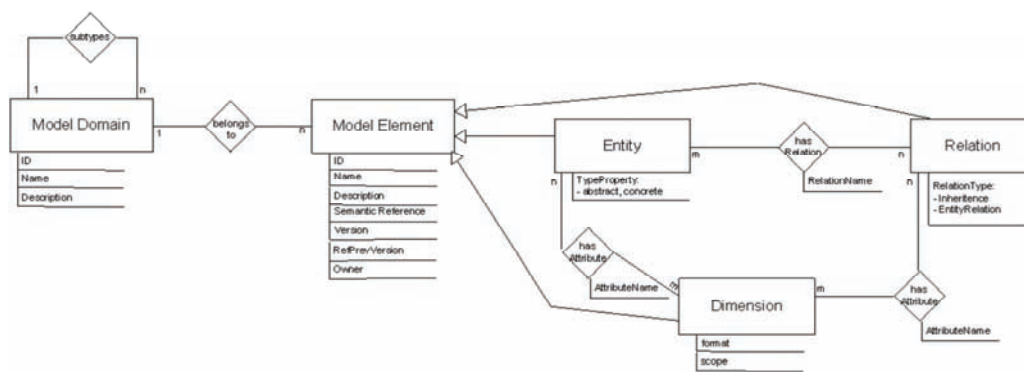 subtypes
1
n
Model Domain
ID
Name
Description
1
belongs
to
n
Model Element
ID
Name
Description
Semantic Reference
Version
RefPrevVersion
Owner
Entity
TypeProperty:
- abstract, concrete
m
has
Relation
RelationName
n
Relation
RelationType:
- Inheritence
- EntityRelation
n
has
Attribute
AttributeName
m
Dimension
format
scope
m
n
has
Attribute
AttributeName